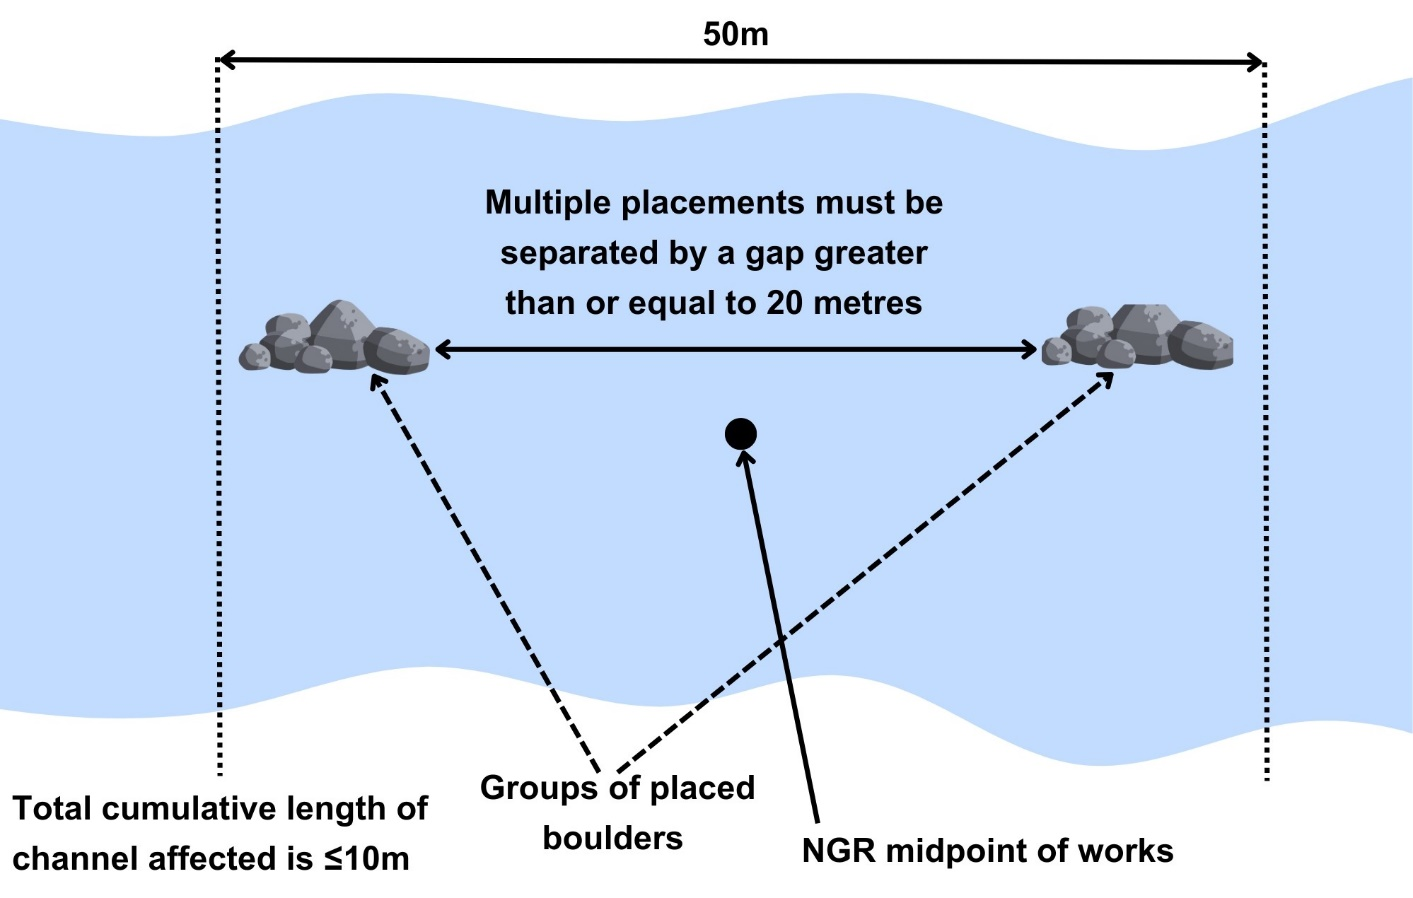 50m
Multiple placements must be
separated by a gap greater
than or equal to 20 metres
Total cumulative length of
channel affected is ≤10m
Groups of placed
boulders
NGR midpoint of works